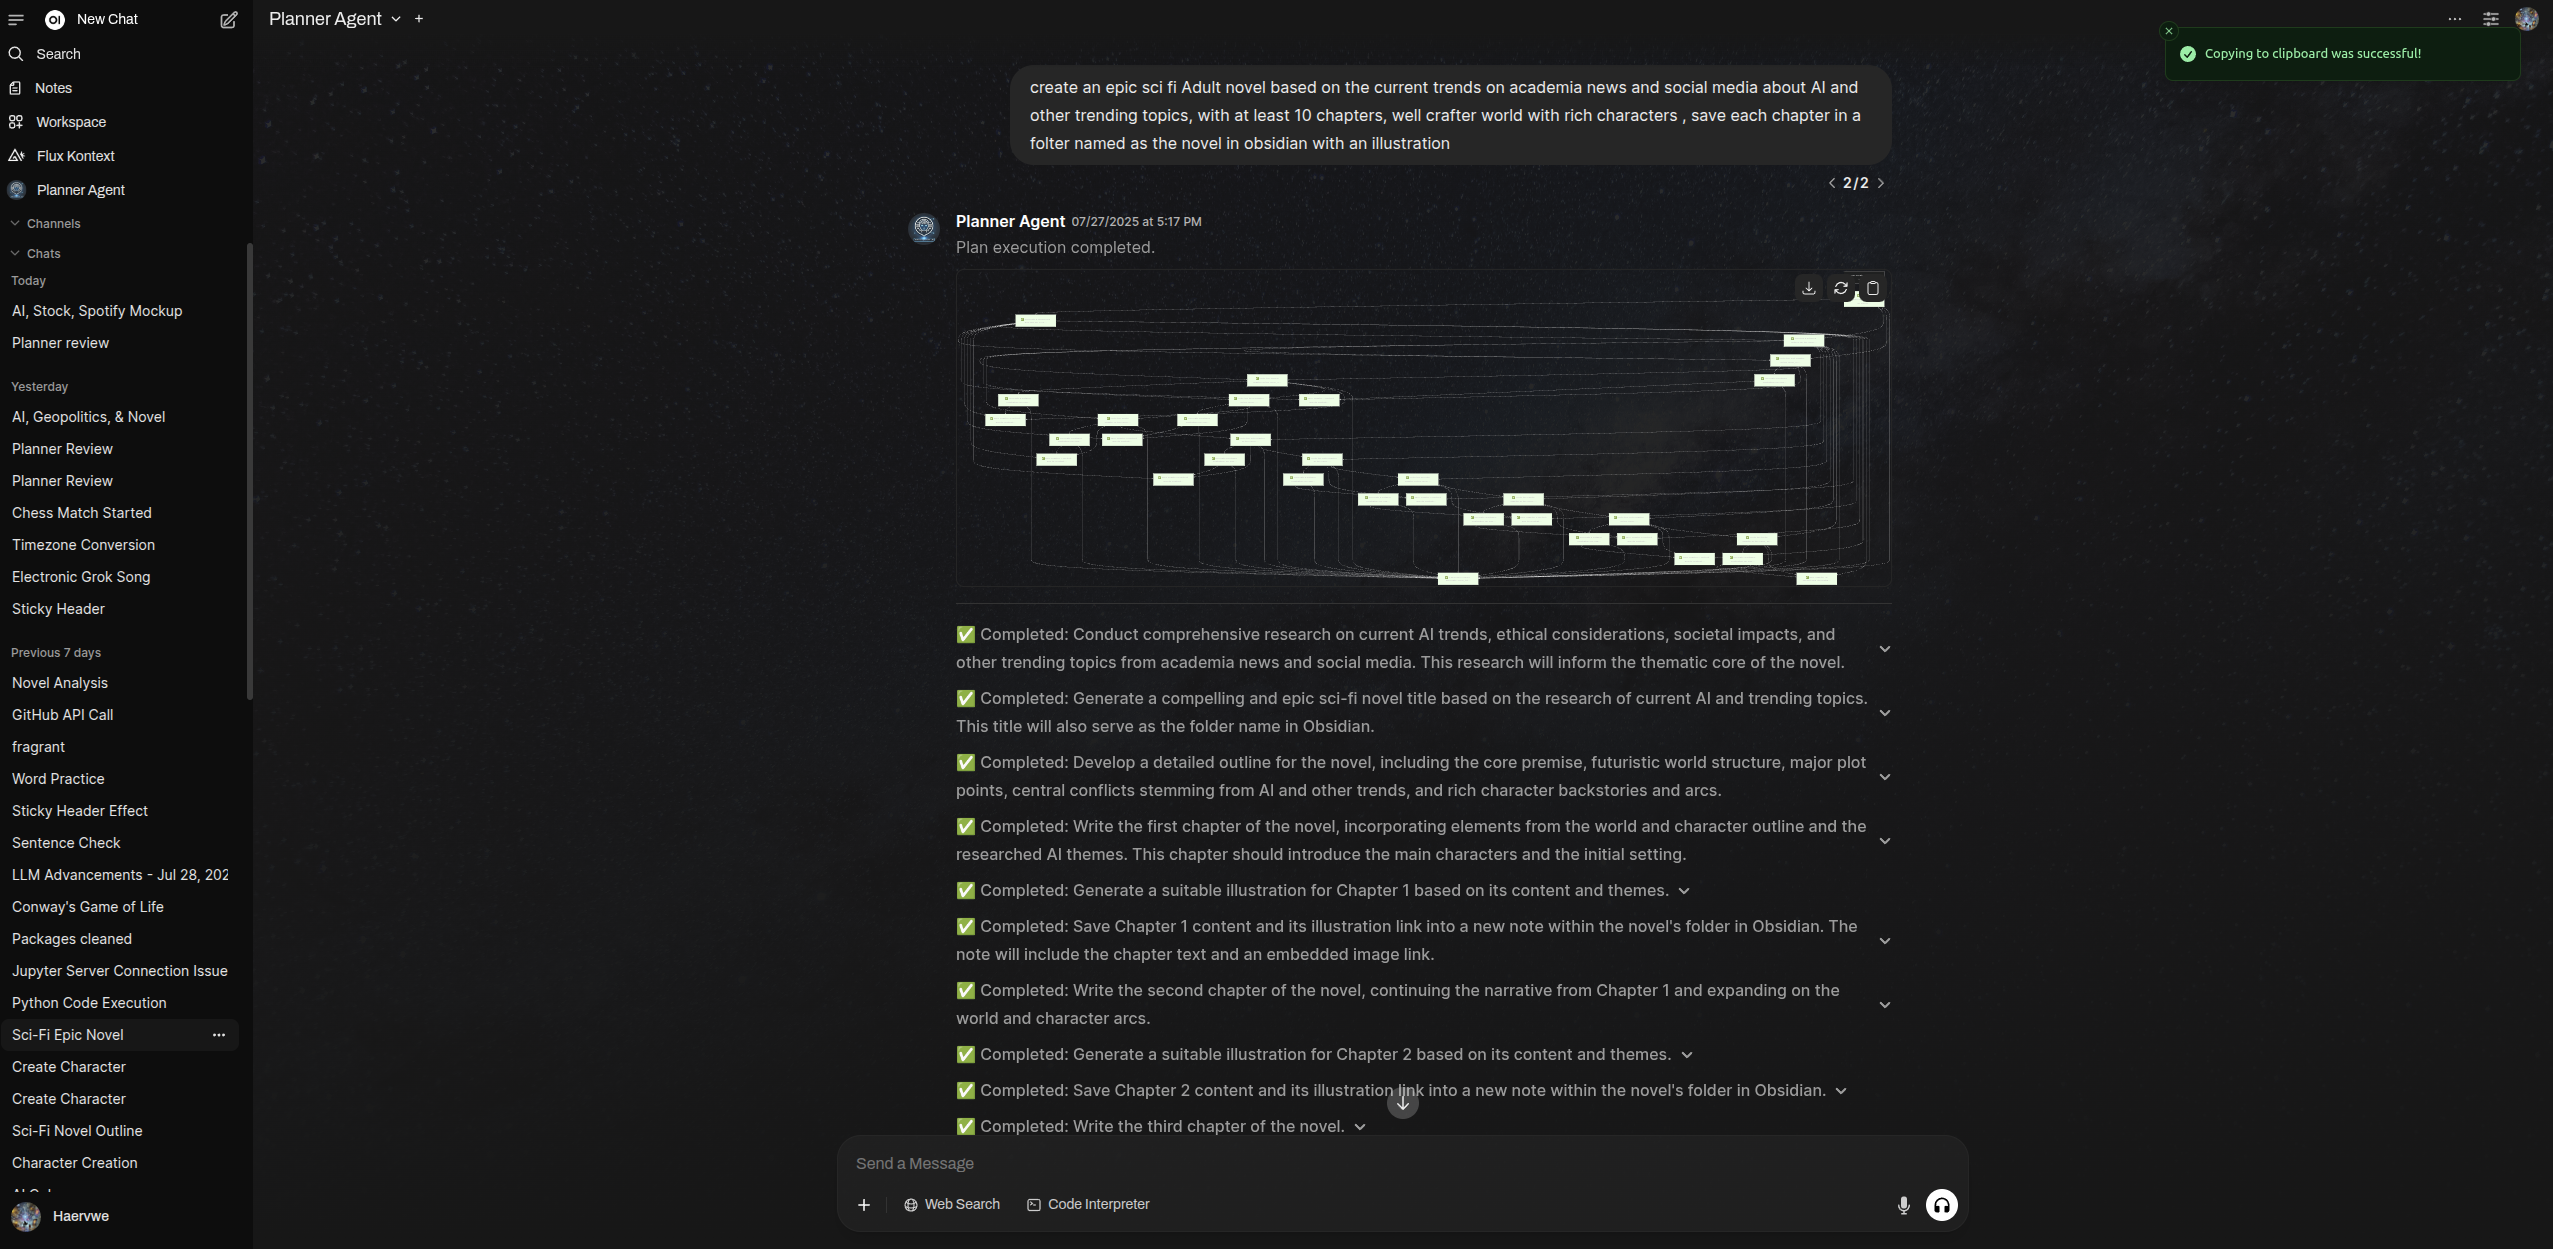 New Chat
Search
Notes
Workspace
Flux Kontext
Planner Agent
Channels
Chats
Today
AI, Stock, Spotify Mockup
Planner review
Yesterday
AI, Geopolitics, & Novel
Planner Review
Planner Review
Chess Match Started
Timezone Conversion
Electronic Grok Song
Sticky Header
Previous 7 days
Novel Analysis
GitHub API Call
fragrant
Word Practice
Sticky Header Effect
Sentence Check
LLM Advancements - Jul 28, 202
Conway's Game of Life
Packages cleaned
Jupyter Server Connection Issue
Python Code Execution
Sci-Fi Epic Novel
Create Character
Create Character
Sci-Fi Novel Outline
Character Creation
Haervwe
Planner Agent
Copying to clipboard was successful!
create an epic sci fi Adult novel based on the current trends on academia news and social media about AI and
other trending topics, with at least 10 chapters, well crafter world with rich characters , save each chapter in a
folter named as the novel in obsidian with an illustration
2/2
Planner Agent 07/27/2025 at 5:17 PM
Plan execution completed.
✅ Completed: Conduct comprehensive research on current AI trends, ethical considerations, societal impacts, and
other trending topics from academia news and social media. This research will inform the thematic core of the novel.
✅ Completed: Generate a compelling and epic sci-fi novel title based on the research of current AI and trending topics.
This title will also serve as the folder name in Obsidian.
✅ Completed: Develop a detailed outline for the novel, including the core premise, futuristic world structure, major plot
points, central conflicts stemming from AI and other trends, and rich character backstories and arcs.
✅ Completed: Write the first chapter of the novel, incorporating elements from the world and character outline and the
researched AI themes. This chapter should introduce the main characters and the initial setting.
✅ Completed: Generate a suitable illustration for Chapter 1 based on its content and themes.
✅ Completed: Save Chapter 1 content and its illustration link into a new note within the novel's folder in Obsidian. The
note will include the chapter text and an embedded image link.
✅ Completed: Write the second chapter of the novel, continuing the narrative from Chapter 1 and expanding on the
world and character arcs.
✅ Completed: Generate a suitable illustration for Chapter 2 based on its content and themes.
✅ Completed: Save Chapter 2 content and its illustration link into a new note within the novel's folder in Obsidian.
✅ Completed: Write the third chapter of the novel.
Send a Message
Web Search
Code Interpreter